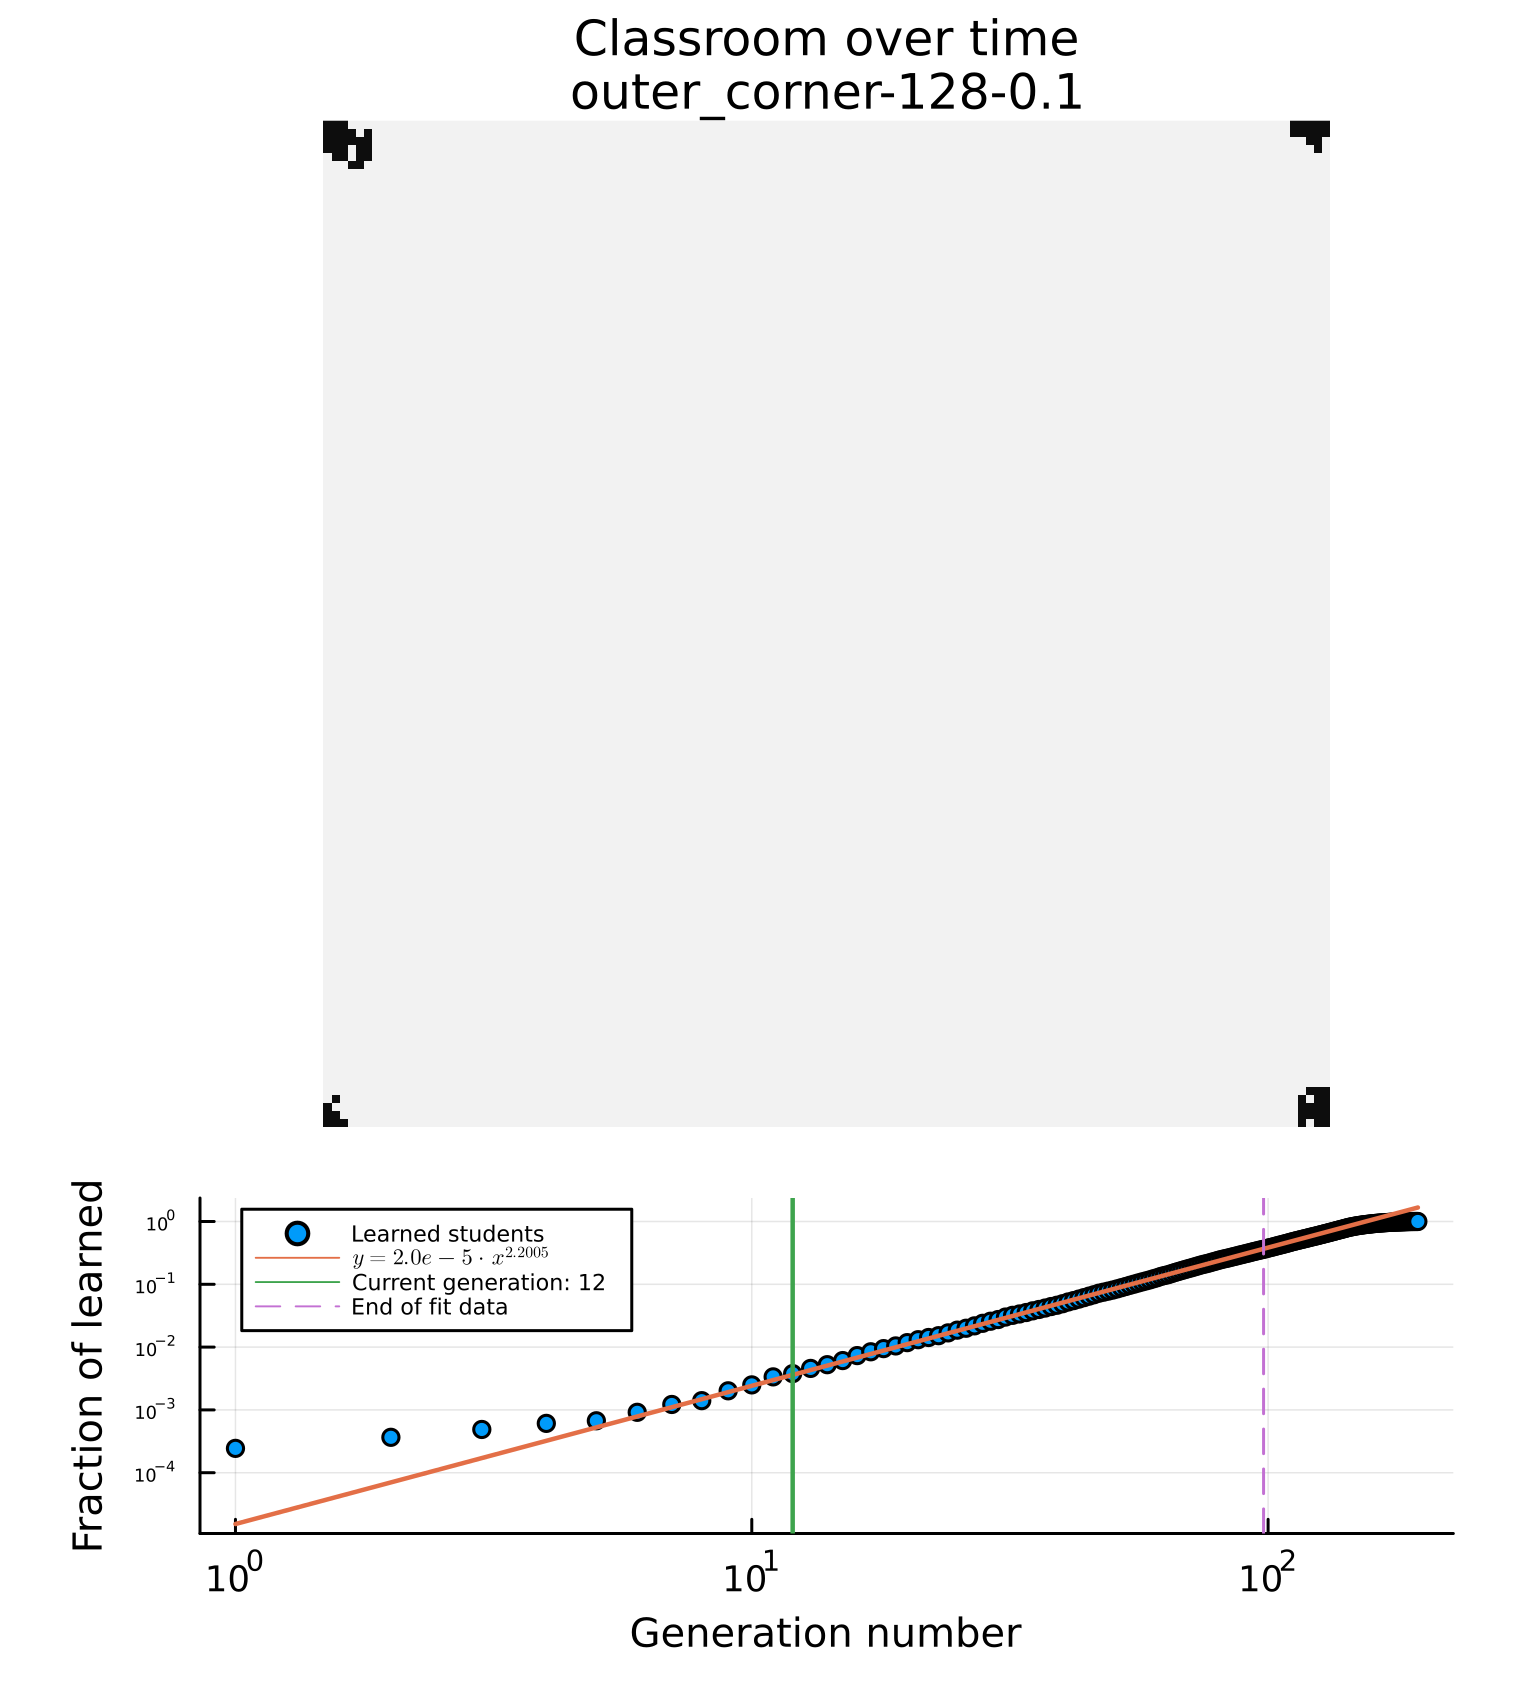 Classroom over time
outer_corner-128-0.1
Fraction of learned
10^0
10^-1
10^-2
10^-3
10^-4
Learned students
y = 2.0e − 5 · x^2.2005
Current generation: 12
End of fit data
10^0 10^1 10^2
Generation number